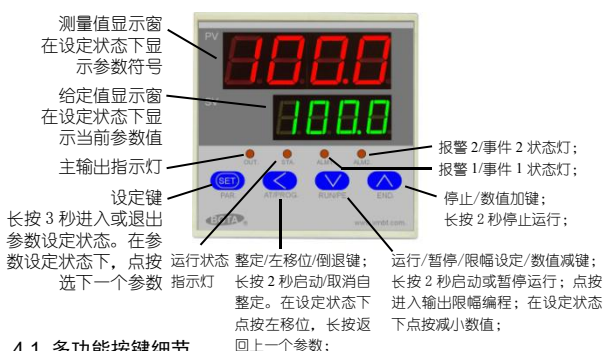 测量值显示窗
在设定状态下显
示参数符号
给定值显示窗
在设定状态下显
示当前参数值
主输出指示灯
设定键
长按 3 秒进入或退出
参数设定状态。在参
数设定状态下，点按
选下一个参数
PV
100.0
100.0
OUT.
STA.
ALM2
SET
PAR
AT/PROG.
RUN/PE
END
报警 2/事件 2 状态灯；
报警 1/事件 1 状态灯；
停止/数值加键；
长按 2 秒停止运行；
运行状态
指示灯
整定/左移位/倒退键；
长按 2 秒启动/取消自
整定。在设定状态下
点按左移位，长按返
回上一个参数；
运行/暂停/限幅设定/数值减键；
长按 2 秒启动或暂停运行；点按
进入输出限幅编程；在设定状态
下点按减小数值；
4.1 多功能按键细节